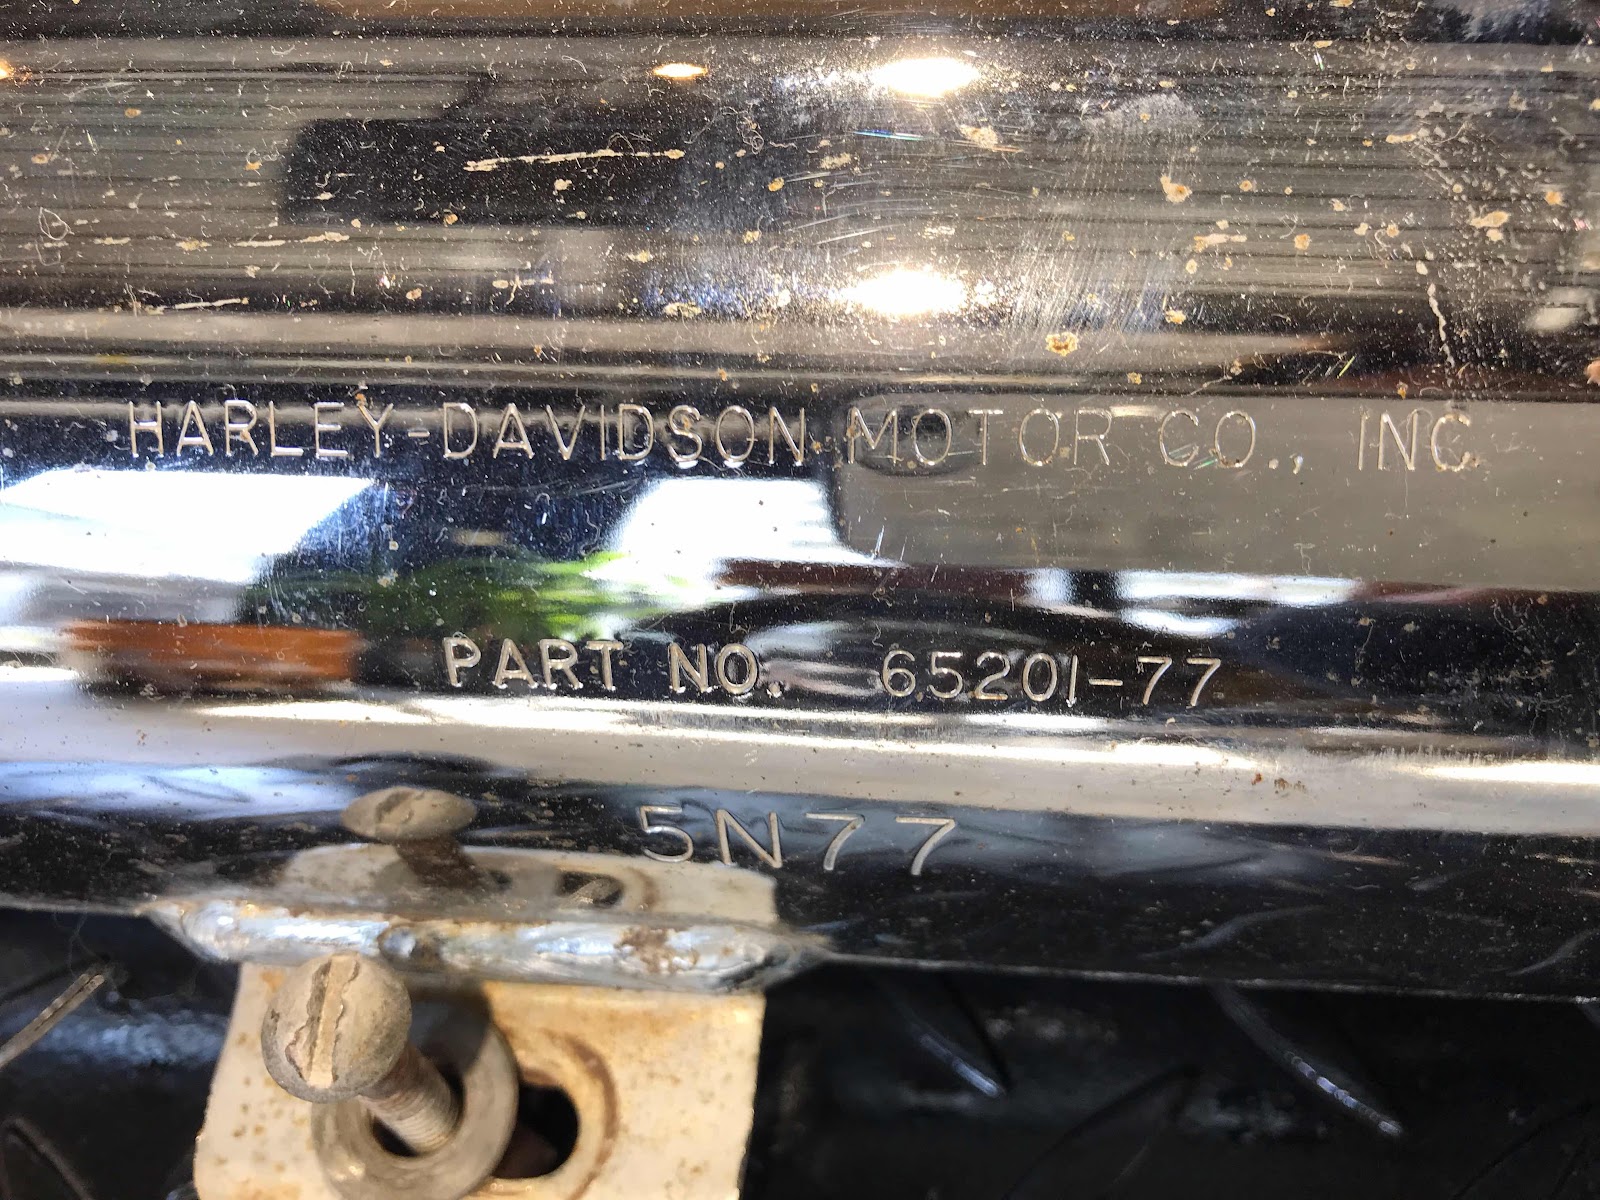 HARLEY-DAVIDSON MOTOR CO., INC.
PART NO. 65201-77
5N77